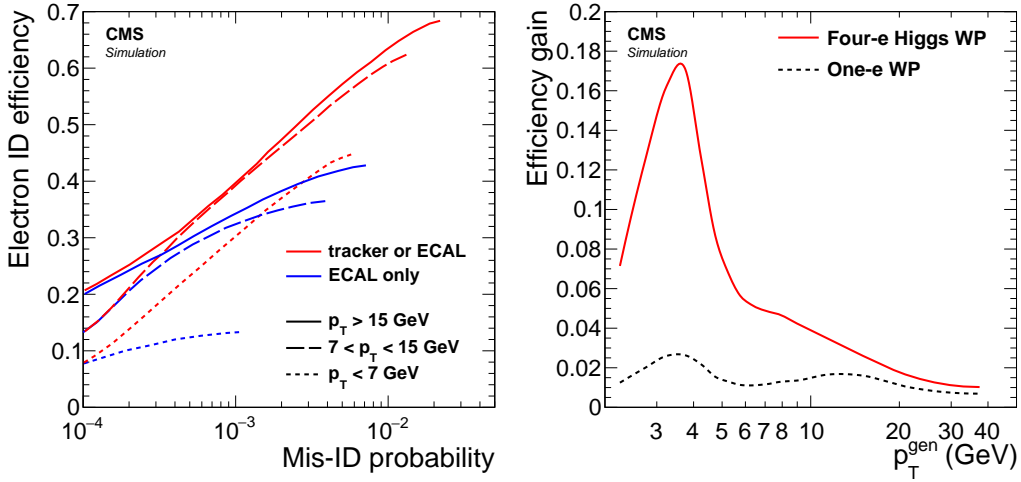 CMS
Simulation
Electron ID efficiency
0.7
0.6
0.5
0.4
0.3
0.2
0.1
0
tracker or ECAL
ECAL only
p_T > 15 GeV
7 < p_T < 15 GeV
p_T < 7 GeV
10^−4 10^−3 10^−2
Mis-ID probability
CMS
Simulation
Efficiency gain
0.2
0.18
0.16
0.14
0.12
0.1
0.08
0.06
0.04
0.02
0
Four-e Higgs WP
One-e WP
3 4 5 6 7 8 10 20 30 40
p_T^gen (GeV)